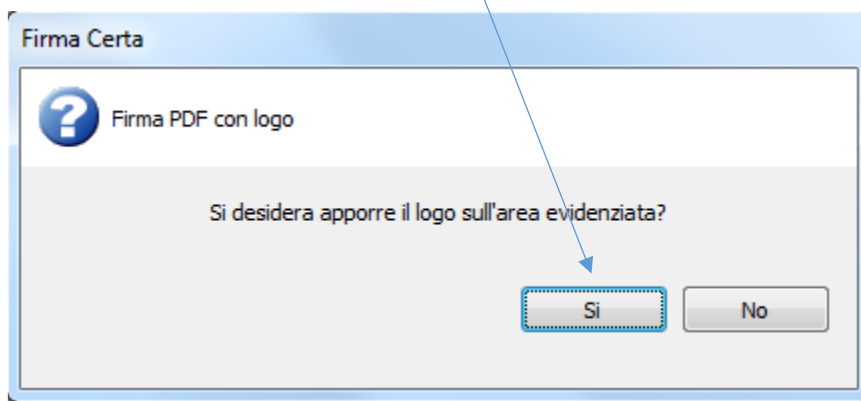 Firma Certa
Firma PDF con logo
Si desidera apporre il logo sull'area evidenziata?
Si
No